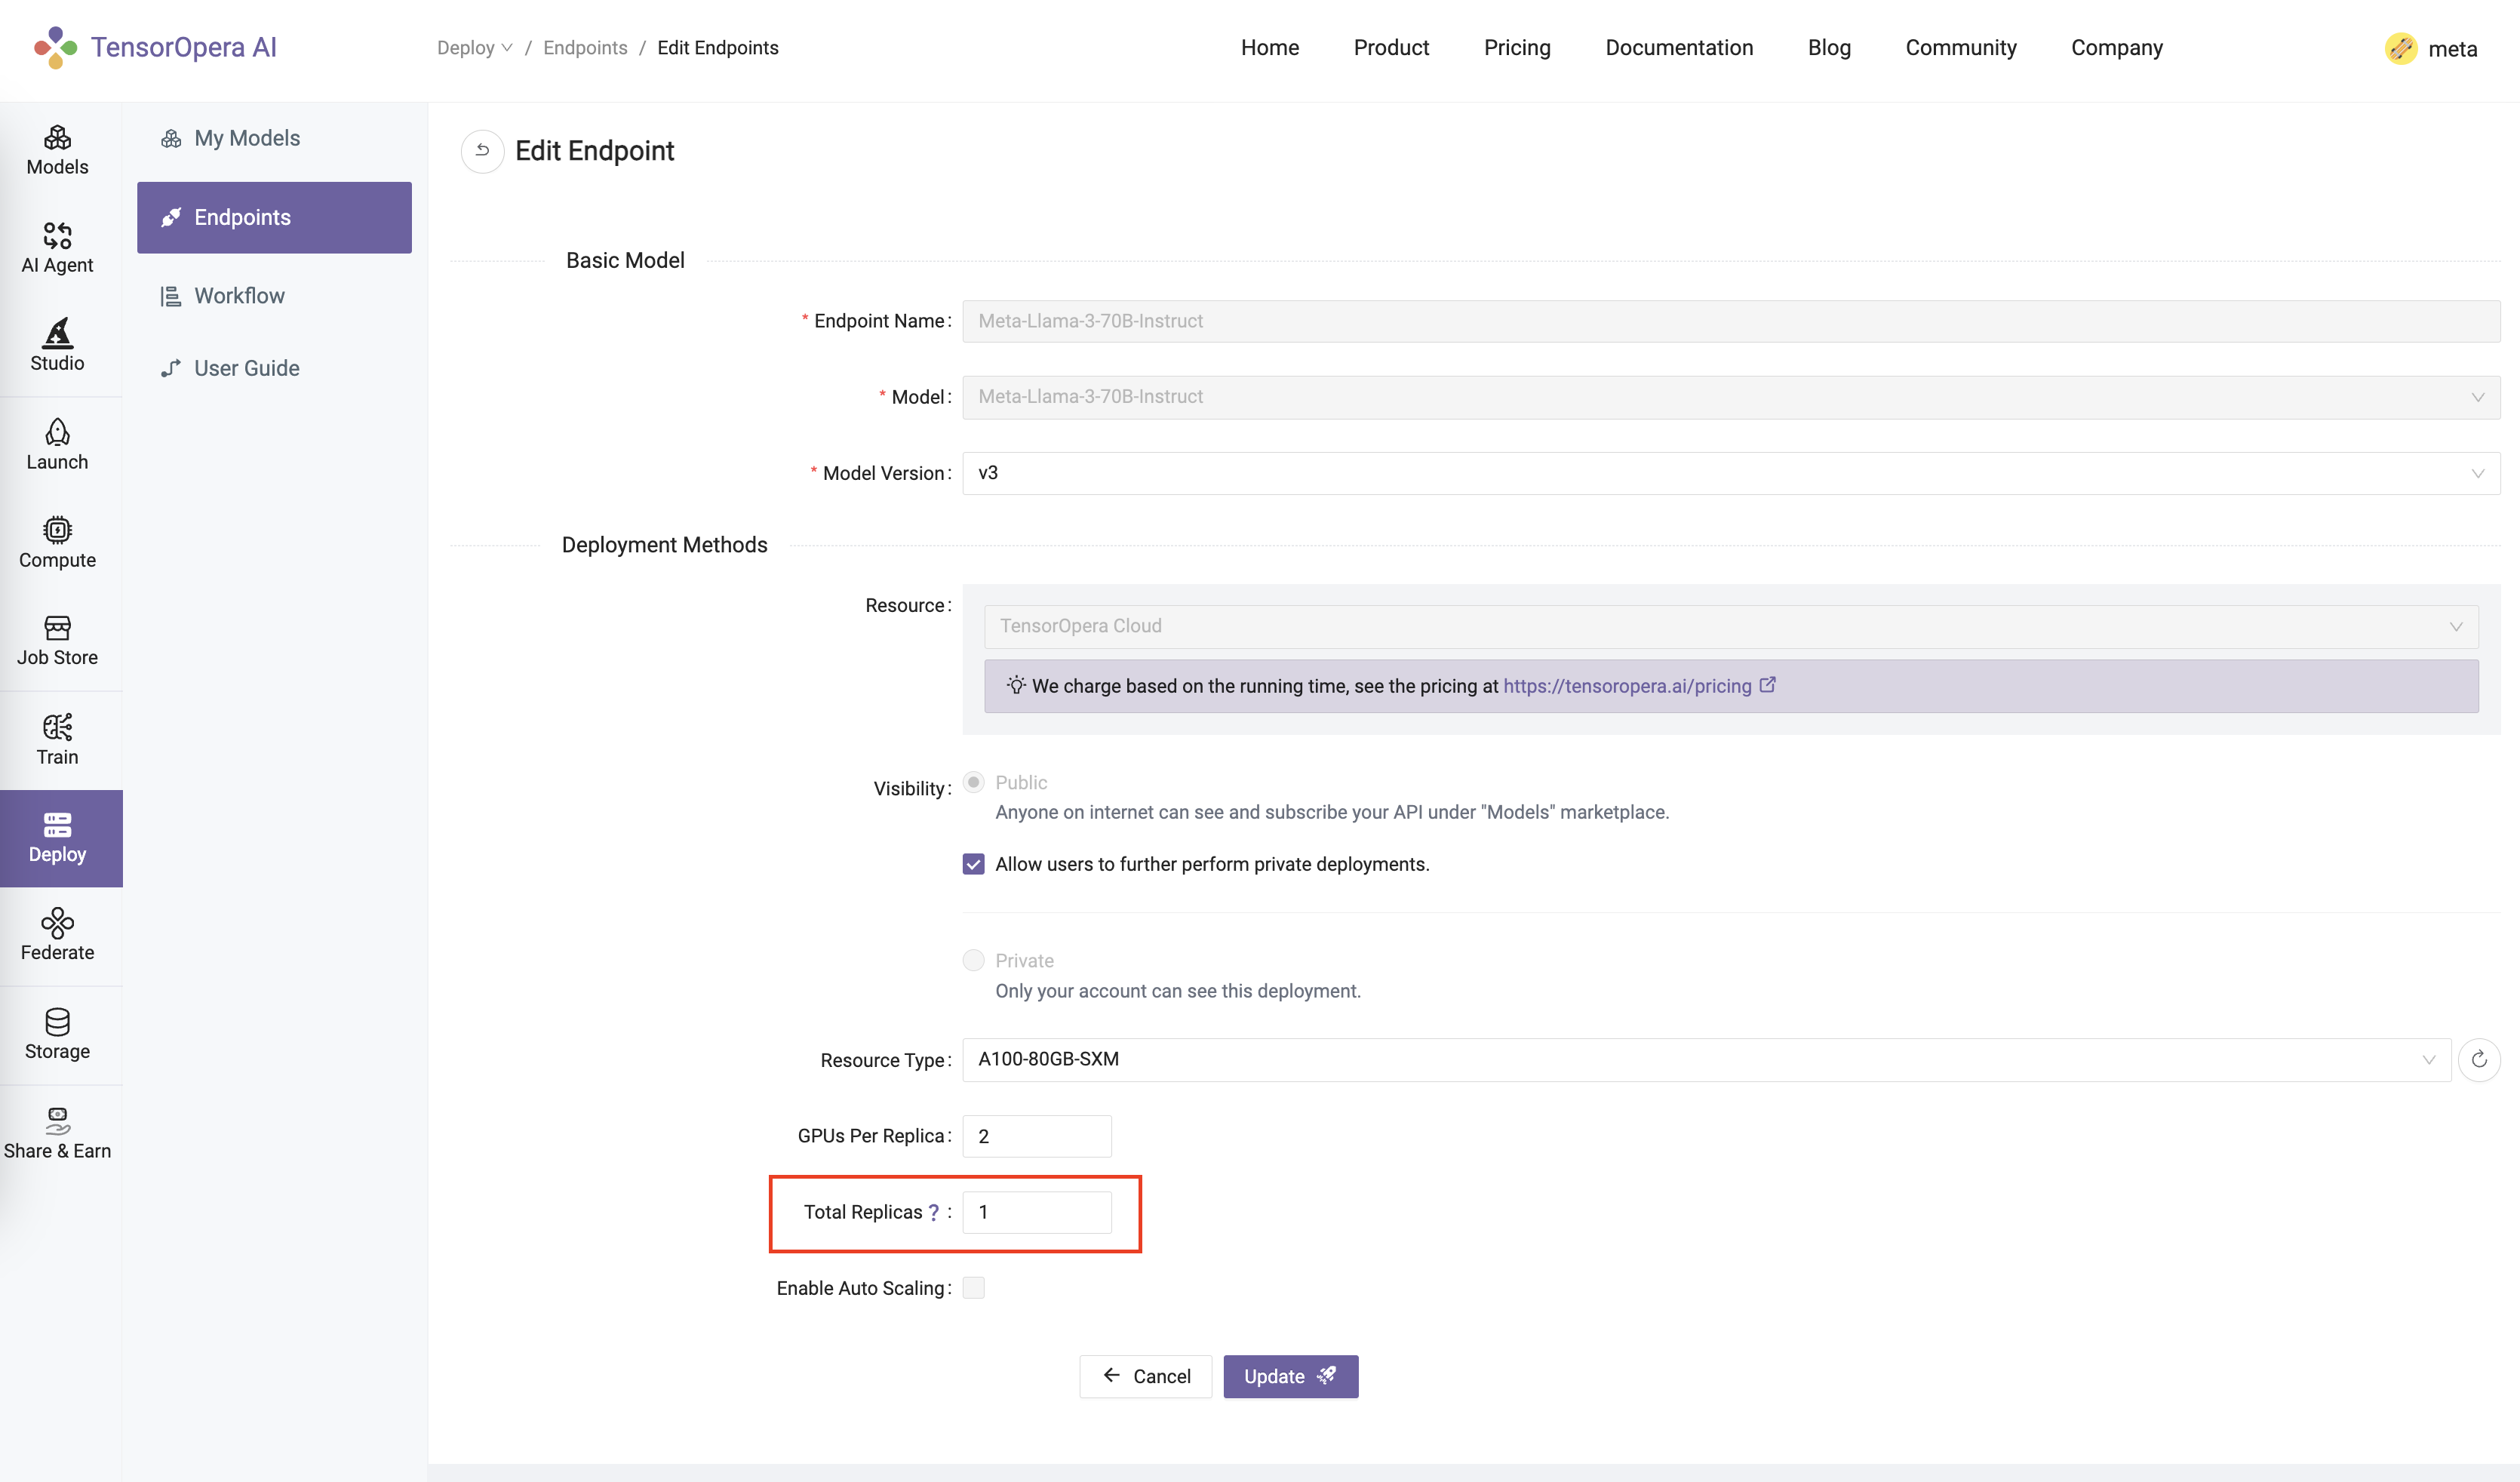 TensorOpera AI
Deploy / Endpoints / Edit Endpoints
Home Product Pricing Documentation Blog Community Company
meta
Models
AI Agent
Studio
Launch
Compute
Job Store
Train
Deploy
Federate
Storage
Share & Earn
My Models
Endpoints
Workflow
User Guide
Edit Endpoint
Basic Model
* Endpoint Name: Meta-Llama-3-70B-Instruct
* Model: Meta-Llama-3-70B-Instruct
* Model Version: v3
Deployment Methods
Resource: TensorOpera Cloud
We charge based on the running time, see the pricing at https://tensoropera.ai/pricing
Visibility: Public
Anyone on internet can see and subscribe your API under "Models" marketplace.
Allow users to further perform private deployments.
Private
Only your account can see this deployment.
Resource Type: A100-80GB-SXM
GPUs Per Replica: 2
Total Replicas ? : 1
Enable Auto Scaling:
Cancel Update